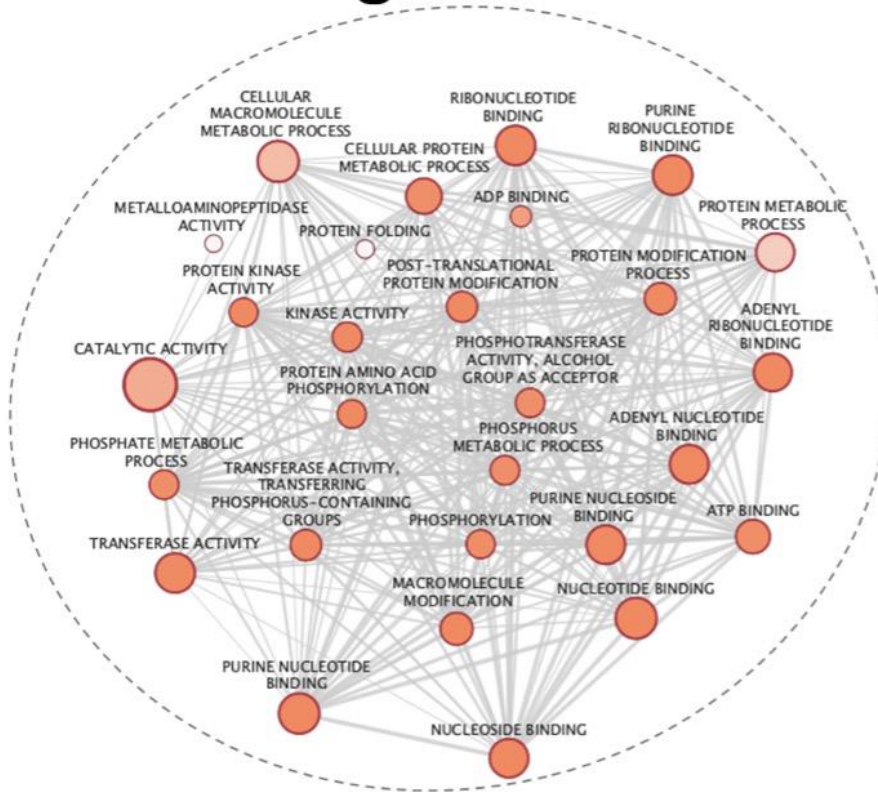 CELLULAR
MACROMOLECULE
METABOLIC PROCESS
RIBONUCLEOTIDE
BINDING
PURINE
RIBONUCLEOTIDE
BINDING
CELLULAR PROTEIN
METABOLIC PROCESS
ADP BINDING
METALLOAMINOPEPTIDASE
ACTIVITY
PROTEIN FOLDING
PROTEIN METABOLIC
PROCESS
PROTEIN KINASE
ACTIVITY
POST-TRANSLATIONAL
PROTEIN MODIFICATION
PROTEIN MODIFICATION
PROCESS
KINASE ACTIVITY
ADENYL
RIBONUCLEOTIDE
BINDING
CATALYTIC ACTIVITY
PROTEIN AMINO ACID
PHOSPHORYLATION
PHOSPHOTRANSFERASE
ACTIVITY, ALCOHOL
GROUP AS ACCEPTOR
ADENYL NUCLEOTIDE
BINDING
PHOSPHATE METABOLIC
PROCESS
PHOSPHORUS
METABOLIC PROCESS
TRANSFERASE ACTIVITY,
TRANSFERRING
PHOSPHORUS-CONTAINING
GROUPS
PURINE NUCLEOSIDE
BINDING
ATP BINDING
TRANSFERASE ACTIVITY
PHOSPHORYLATION
MACROMOLECULE
MODIFICATION
NUCLEOTIDE BINDING
PURINE NUCLEOTIDE
BINDING
NUCLEOSIDE BINDING